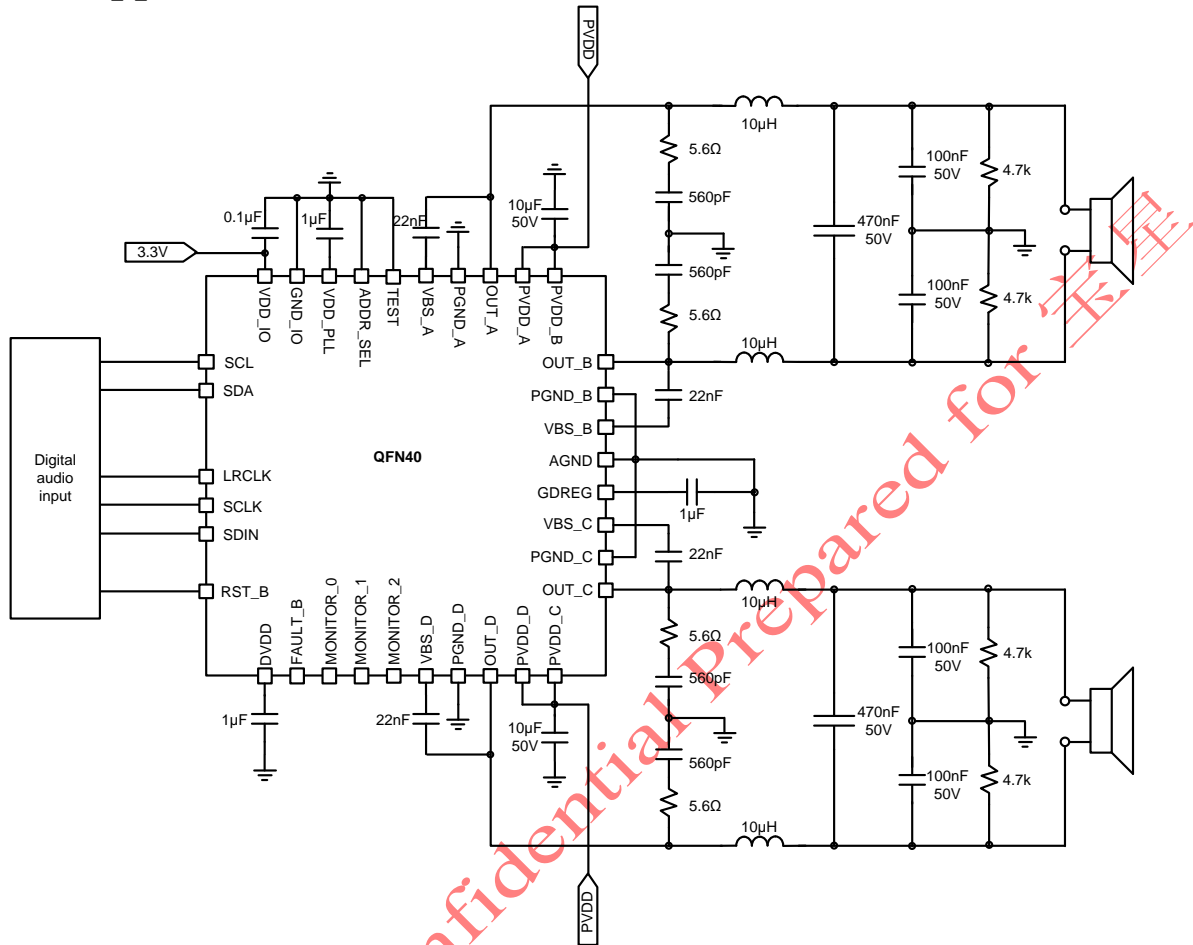 PVDD
10µH
5.6Ω
100nF
50V
4.7k
560pF
10µF
50V
0.1µF
1µF
22nF
470nF
50V
3.3V
560pF
100nF
50V
4.7k
5.6Ω
VDD_IO
GND_IO
VDD_PLL
ADDR_SEL
TEST
VBS_A
PGND_A
OUT_A
PVDD_A
PVDD_B
10µH
SCL
OUT_B
SDA
PGND_B
22nF
VBS_B
Digital
audio
input
QFN40
AGND
LRCLK
GDREG
SCLK
1µF
VBS_C
SDIN
PGND_C
22nF
RST_B
OUT_C
10µH
DVDD
FAULT_B
MONITOR_0
MONITOR_1
MONITOR_2
VBS_D
PGND_D
OUT_D
PVDD_D
PVDD_C
5.6Ω
100nF
50V
4.7k
560pF
1µF
22nF
10µF
50V
470nF
50V
560pF
100nF
50V
4.7k
5.6Ω
10µH
PVDD
nfidential Prepared for 宝星